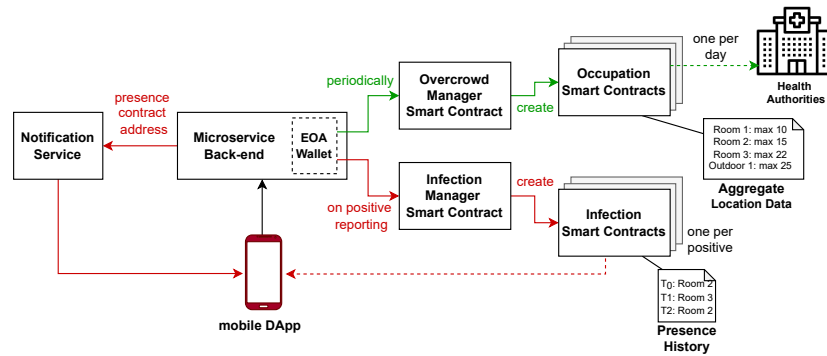 one per
day
Health
Authorities
periodically
Overcrowd
Manager
Smart Contract
create
Occupation
Smart Contracts
presence
contract
address
Notification
Service
Microservice
Back-end
EOA
Wallet
Room 1: max 10
Room 2: max 15
Room 3: max 22
Outdoor 1: max 25
Aggregate
Location Data
on positive
reporting
Infection
Manager
Smart Contract
create
Infection
Smart Contracts
one per
positive
mobile DApp
T0: Room 2
T1: Room 3
T2: Room 2
Presence
History